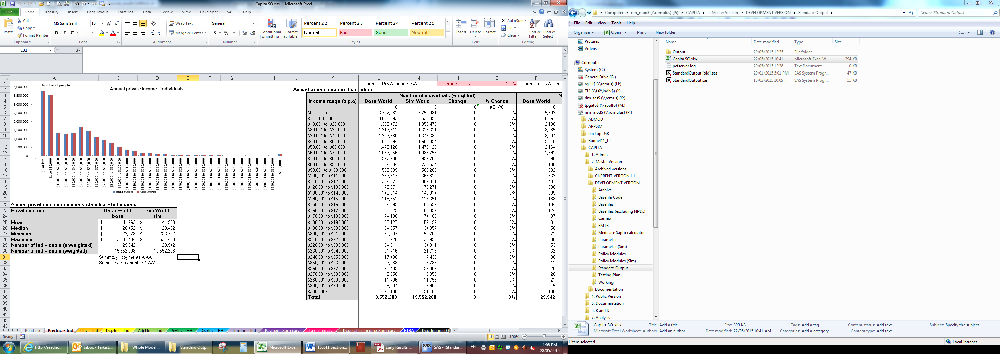 Capita SO.xlsx - Microsoft Excel
File Home Treasury Insert Page Layout Formulas Data Review View Developer SAS Help
Paste Cut Copy Format Painter Clipboard
MS Sans Serif 10 Font
Wrap Text Merge & Center Alignment
General Number
Conditional Formatting Format as Table
Percent 2 2 Percent 2 3 Percent 2 4 Percent 2 5
Normal Bad Good Neutral Styles
Insert Delete Format Cells
AutoSum Fill Clear Sort & Filter Find & Select Editing
E31 fx
A C D E F G H I J K L M N O P
Number of people
Annual private income - individuals
4,000,000
3,500,000
3,000,000
2,500,000
2,000,000
1,500,000
1,000,000
500,000
0
$0 or less
$1 to $10,000
$10,001 to $20,000
$20,001 to $30,000
$30,001 to $40,000
$40,001 to $50,000
$50,001 to $60,000
$60,001 to $70,000
$70,001 to $80,000
$80,001 to $90,000
$90,001 to $100,000
$100,001 to $110,000
$110,001 to $120,000
$120,001 to $130,000
$130,001 to $140,000
$140,001 to $150,000
$150,001 to $160,000
$160,001 to $170,000
$170,001 to $180,000
$180,001 to $190,000
$190,001 to $200,000
$200,001 to $210,000
$210,001 to $220,000
$220,001 to $230,000
$230,001 to $240,000
$240,001 to $250,000
$250,001 to $260,000
$260,001 to $270,000
$270,001 to $280,000
$280,001 to $290,000
$290,001 to $300,000
$300,000+
Base World Sim World
Annual private income summary statistics - Individuals
Private income Base World Sim World
base sim
Mean $ 41,263 $ 41,263
Median $ 28,452 $ 28,452
Minimum -$ 223,772 -$ 223,772
Maximum $ 3,531,434 $ 3,531,434
Number of individuals (unweighted) 29,942 29,942
Number of individuals (weighted) 19,552,208 19,552,208
Summary_payments!A:AA
Summary_payments!A1:AA1
Person_IncPrivA_base!A:AA Tolerance for c/f 1.0% Person_IncPrivA_sim!
Annual private income distribution
Number of individuals (weighted) N
Income range ($ p.a) Base World Sim World Change % Change Base World
. 0 0 0 #DIV/0! 0
$0 or less 3,797,081 3,797,081 0 0% 5,393
$1 to $10,000 3,538,893 3,538,893 0 0% 5,867
$10,001 to $20,000 1,353,472 1,353,472 0 0% 2,106
$20,001 to $30,000 1,316,311 1,316,311 0 0% 2,089
$30,001 to $40,000 1,346,680 1,346,680 0 0% 2,094
$40,001 to $50,000 1,683,894 1,683,894 0 0% 2,516
$50,001 to $60,000 1,476,120 1,476,120 0 0% 2,164
$60,001 to $70,000 1,086,756 1,086,756 0 0% 1,641
$70,001 to $80,000 927,708 927,708 0 0% 1,398
$80,001 to $90,000 736,534 736,534 0 0% 1,140
$90,001 to $100,000 509,209 509,209 0 0% 802
$100,001 to $110,000 366,817 366,817 0 0% 563
$110,001 to $120,000 309,071 309,071 0 0% 487
$120,001 to $130,000 179,271 179,271 0 0% 290
$130,001 to $140,000 149,314 149,314 0 0% 235
$140,001 to $150,000 118,351 118,351 0 0% 188
$150,001 to $160,000 106,599 106,599 0 0% 144
$160,001 to $170,000 85,029 85,029 0 0% 124
$170,001 to $180,000 74,106 74,106 0 0% 97
$180,001 to $190,000 52,127 52,127 0 0% 81
$190,001 to $200,000 34,357 34,357 0 0% 56
$200,001 to $210,000 50,707 50,707 0 0% 71
$210,001 to $220,000 30,925 30,925 0 0% 48
$220,001 to $230,000 34,011 34,011 0 0% 53
$230,001 to $240,000 21,716 21,716 0 0% 32
$240,001 to $250,000 17,430 17,430 0 0% 36
$250,001 to $260,000 6,788 6,788 0 0% 11
$260,001 to $270,000 22,489 22,489 0 0% 28
$270,001 to $280,000 9,056 9,056 0 0% 20
$280,001 to $290,000 11,796 11,796 0 0% 21
$290,001 to $300,000 8,404 8,404 0 0% 9
$300,000+ 91,186 91,186 0 0% 138
Total 19,552,208 19,552,208 0 0% 29,942
Read me PrivInc - Ind TInc - Ind DispInc - Ind AdjTInc - Ind PrivInc - HH DispInc - HH TranInc - Ind Payment Summary Tax summary Disposable Income Summary FTBA Disp Income Q
Ready 100%
http://readno... Inbox - Taike.L... Whole Model ... Standard Outp... Microsoft Exce... 150511 Section... Early Results ... SAS - [Standar... EN 1:08 PM
28/05/2015
Computer rim_mod$ (\\romulus) (P:) CAPITA 2. Master Version DEVELOPMENT VERSION Standard Output Search Standard Output
File Edit View Tools Help
Organize Open Print New folder
Name Date modified Type Size
Output 20/05/2015 12:35 ... File folder
Capita SO.xlsx 22/05/2015 10:41 ... Microsoft Excel W... 394 KB
pcfserver.log 20/05/2015 12:38 ... Text Document 0 KB
StandardOutput [old].sas 20/01/2015 5:01 PM SAS System Progr... 47 KB
StandardOutput.sas 18/03/2015 10:09 ... SAS System Progr... 55 KB
Pictures
Videos
Computer
System (C:)
General Drive (G:)
rg_H$ (\\remus) (H:)
TLI (\\fs2\indiv$) (I:)
rim_sas$ (\\remus) (K:)
tpgato$ (\\apollo) (M:)
rim_mod$ (\\romulus) (P:)
ADMOD
APPSIM
backup -GR
Budget11_12
CAPITA
1. Admin
2. Master Version
Archived versions
CURRENT VERSION 1.1
DEVELOPMENT VERSION
Archive
Basefile Code
Basefiles
Basefiles (excluding NPDs)
Cameo
EMTR
Medicare Sapto calculator
Parameter
Parameter (Sim)
Policy Modules
Policy Modules (Sim)
Standard Output
Testing Plan
Working
Documentation
4. Public Version
5. Documentation
6. R and D
7. Analysis
Capita SO.xlsx Title: Add a title Size: 393 KB Tags: Add a tag Content status: Add text Subject: Specify the subject
Microsoft Excel Worksheet Authors: Add an author Date modified: 22/05/2015 10:41 AM Categories: Add a category Content type: Add text
1 item selected Local intranet